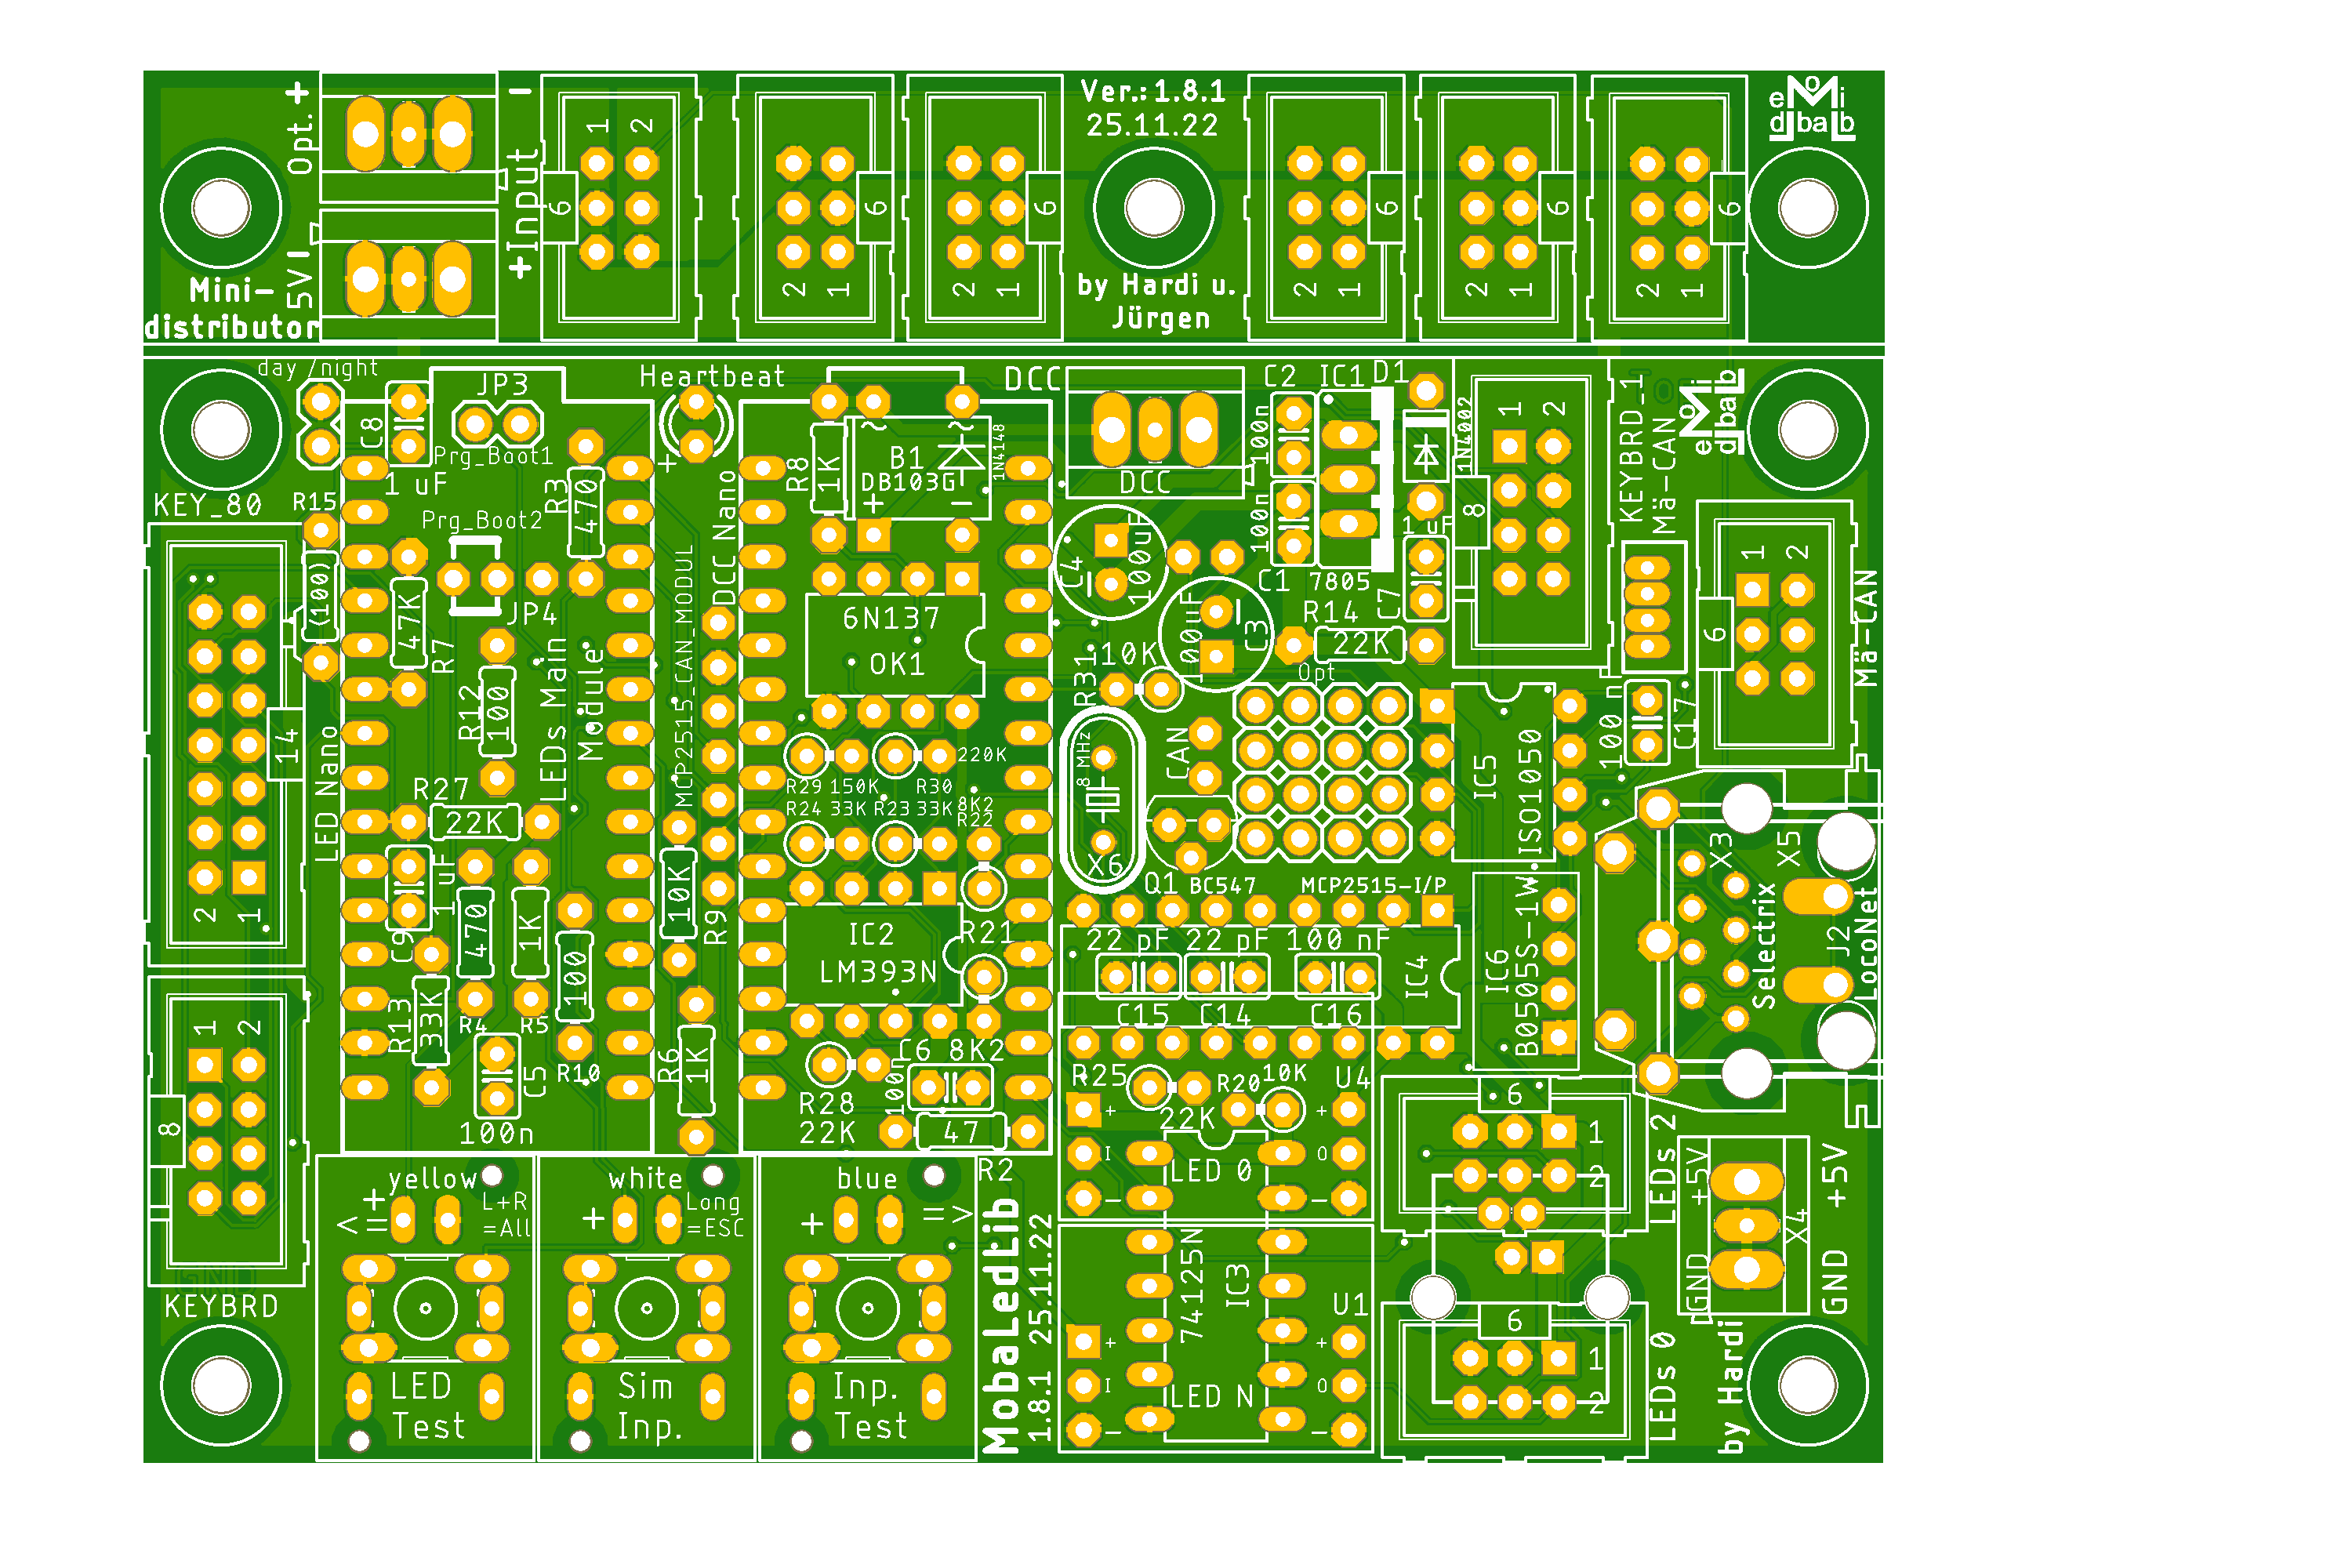 Opt. +
5V -
Mini-
distributor
-
+Input
1 2
6
6
2 1
6
2 1
Ver.:1.8.1
25.11.22
by Hardi u.
Jürgen
6
2 1
6
2 1
6
2 1
Mobaledlib
day /night
C8
1 uF
JP3
Prg_Boot1
Prg_Boot2
JP4
R3
470
Heartbeat
+
DCC
R8
1K
B1
DB103G
+ -
1N4148
DCC
C2
IC1
D1
100n
100n
C1
7805
1N4002
1 uF
C7
1 2
8
KEYBRD_1
Mä-CAN
Mobaledlib
1 2
6
Mä-CAN
KEY_80
R15
(100)
14
2 1
LED Nano
47K
R7
R12
100
LEDs Main
Module
R27
22K
1 uF
C9
470
R4
1K
R5
100
R10
R13
33K
C5
100n
MCP2515_CAN_MODUL
DCC Nano
10K
R9
R6
1K
6N137
OK1
R29 150K
R30
220K
R24 33K
R23 33K
8K2
R22
IC2
LM393N
R21
C6 8K2
100n
R28
22K
47
R2
C4
100uF
100uF
C3
R14
22K
Opt
R31
10K
8 MHz
X6
CAN
Q1 BC547
MCP2515-I/P
IC5
ISO1050
100 nF
C17
22 pF 22 pF 100 nF
C15 C14 C16
IC4
IC6
B0505S-1W
X3
Selectrix
X5
J2
LocoNet
R25
22K
R20
10K
U4
+ +
I O
- -
LED 0
74125N
IC3
U1
+ +
I O
- -
LED N
6
1
2
LEDs 2
6
1
2
LEDs 0
+5V
GND
X4
+5V
GND
by Hardi
1 2
8
KEYBRD
yellow
+
<=
L+R
=All
LED
Test
white
+
Long
=ESC
Sim
Inp.
blue
+
=>
Inp.
Test
MobaLedLib
1.8.1 25.11.22